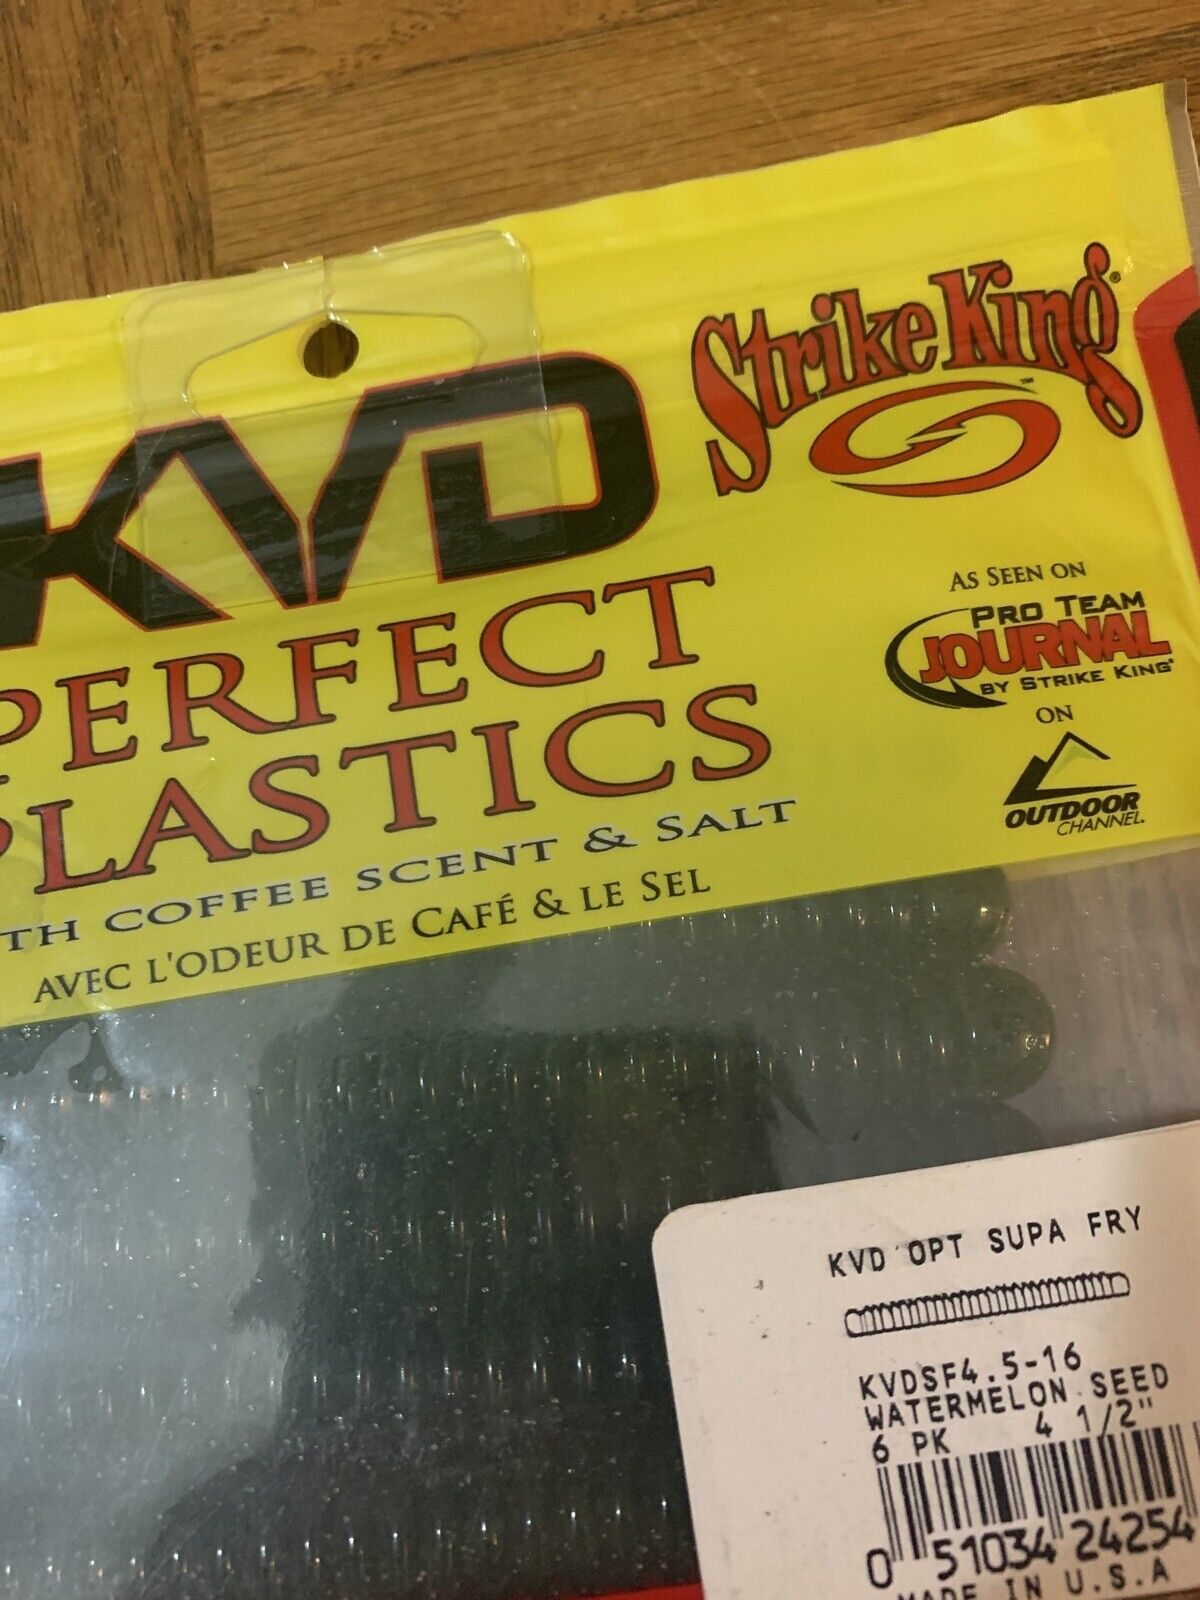 Strike King®
KVD
PERFECT
PLASTICS
TH COFFEE SCENT & SALT
AVEC L'ODEUR DE CAFÉ & LE SEL
AS SEEN ON
PRO TEAM
JOURNAL
BY STRIKE KING®
ON
OUTDOOR
CHANNEL.
KVD OPT SUPA FRY
KVDSF4.5-16
WATERMELON SEED
6 PK 4 1/2"
0 51034 24254
MADE IN U.S.A